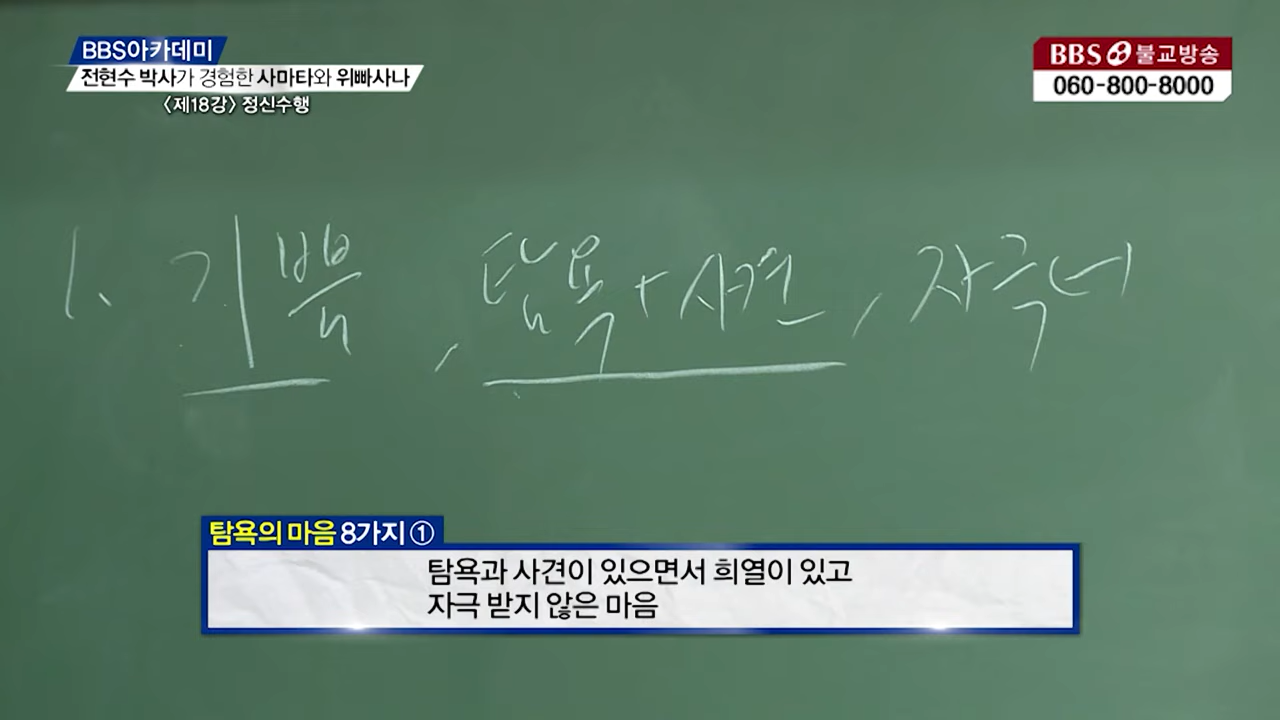 BBS아카데미
전현수 박사가 경험한 사마타와 위빠사나
<제18강> 정신수행
BBS 불교방송
060-800-8000
1. 기쁨, 탐욕+사견, 자극너
탐욕의 마음 8가지 ①
탐욕과 사견이 있으면서 희열이 있고
자극 받지 않은 마음